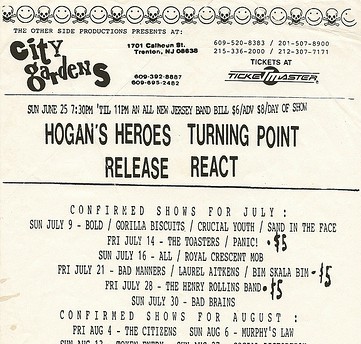 THE OTHER SIDE PRODUCTIONS PRESENTS AT:
City gardens
1701 Calhoun St.
Trenton, NJ 08638
609-392-8887
609-695-2482
609-520-8383 / 201-507-8900
215-336-2000 / 212-307-7171
TICKETS AT
TICKETMASTER
SUN JUNE 25 7:30PM 'TIL 11PM AN ALL NEW JERSEY BAND BILL $6/ADV $8/DAY OF SHOW
HOGAN'S HEROES TURNING POINT
RELEASE REACT
CONFIRMED SHOWS FOR JULY:
SUN JULY 9 - BOLD / GORILLA BISCUITS / CRUCIAL YOUTH / SAND IN THE FACE
FRI JULY 14 - THE TOASTERS / PANIC! • $5
SUN JULY 16 - ALL / ROYAL CRESCENT MOB
FRI JULY 21 - BAD MANNERS / LAUREL AITKENS / BIM SKALA BIM - $5
FRI JULY 28 - THE HENRY ROLLINS BAND • $5
SUN JULY 30 - BAD BRAINS
CONFIRMED SHOWS FOR AUGUST:
FRI AUG 4 - THE CITIZENS SUN AUG 6 - MURPHY'S LAW